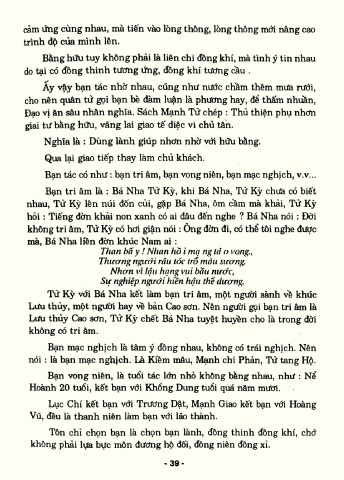 cảm ứng cùng nhau, mà tiến vào lòng thông, lòng thông mới nâng cao
trình độ của mình lên.
Bằng hữu tuy không phải là liên chi đồng khí, mà tình ý tin nhau
do tại có đồng thinh tương ứng, đồng khí tương cầu .
Ấy vậy bạn tác nhờ nhau, cũng như nước chầm thêm mưa rưới,
cho nên quân tử gọi bạn bè đàm luận là phương hay, để thấm nhuần,
Đạo vị ân sâu nhân nghĩa. Sách Mạnh Tử chép : Thủ thiện phụ nhơn
giai tư bằng hữu, vãng lai giao tế diệc vi chủ tân.
Nghĩa là : Dùng lành giúp nhơn nhờ với hữu bằng.
Qua lại giao tiếp thay làm chủ khách.
Bạn tác có như : bạn tri âm, bạn vong niên, bạn mạc nghịch, v.v...
Bạn tri âm là : Bá Nha Tử Kỳ, khi Bá Nha, Tử Kỳ chưa có biết
nhau, Tử Kỳ lên núi đốn củi, gặp Bá Nha, ôm cầm mà khải, Tử Kỳ
hỏi : Tiếng đờn khải non xanh có ai đâu đến nghe ? Bá Nha nói : Đời
không tri âm, Tử Kỳ có hơi giận nói : Ông đờn đi, có thể tôi nghe được
mà, Bá Nha liền đờn khúc Nam ai :
Than bấy ! Nhan hồi mạng tá o vong,
Thương người râu tóc trổ màu sương.
Nhơn vì lậu hạng vui bầu nước,
Sự nghiệp người hiền hậu thế dương.
Tử Kỳ với Bá Nha kết làm bạn tri âm, một người sành về khúc
Lưu thủy, một người hay về bản Cao sơn. Nên người gọi bạn tri âm là
Lưu thủy Cao sơn, Tử Kỳ chết Bá Nha tuyệt huyền cho là trong đời
không có tri âm.
Bạn mạc nghịch là tâm ý đồng nhau, không có trái nghịch. Nên
nói : là bạn mạc nghịch. Là Kiềm mâu, Mạnh chi Phản, Tử tang Hộ.
Bạn vong niên, là tuổi tác lớn nhỏ không bằng nhau, như : Nể
Hoành 20 tuổi, kết bạn với Khổng Dung tuổi quá năm mươi.
Lục Chí kết bạn với Trương Dật, Mạnh Giao kết bạn với Hoàng
Vũ, đều là thanh niên làm bạn với lão thành.
Tôn chỉ chọn bạn là chọn bạn lành, đồng thinh đồng khí, chớ
không phải lựa bực môn đương hộ đối, đồng niên đồng xỉ.
- 39 -